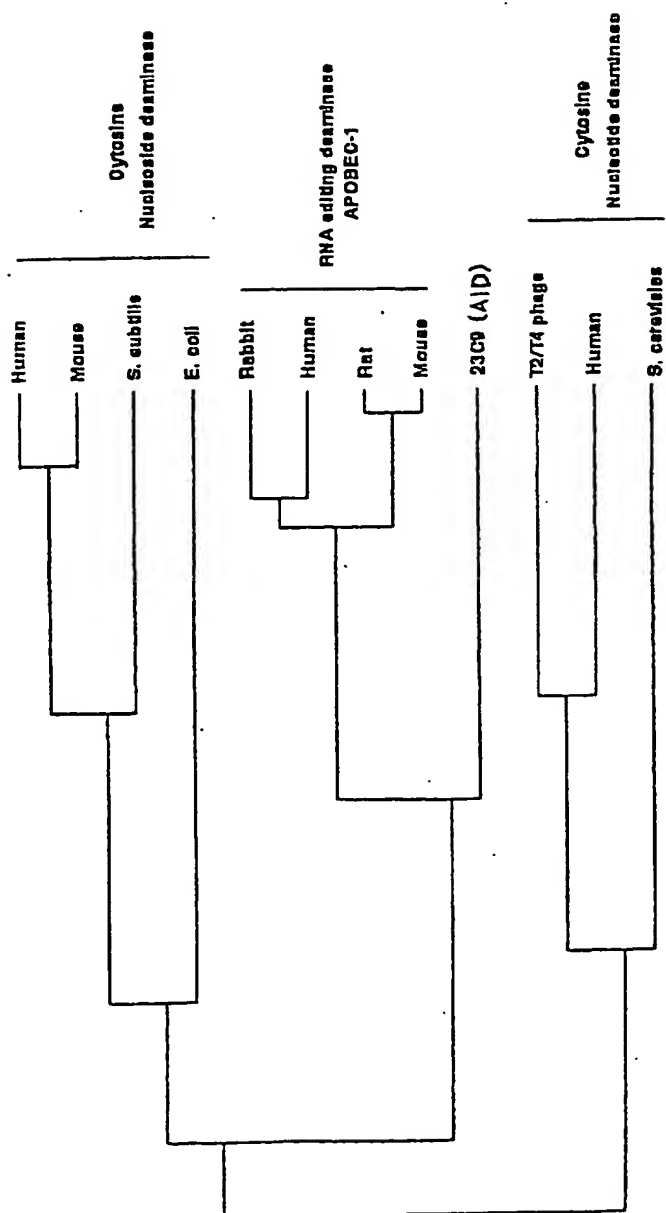 Cytosine
Nucleoside deaminase
Human
Mouse
S. subtilis
E. coli
RNA editing deaminase
APOBEC-1
Rabbit
Human
Rat
Mouse
23C9 (AID)
Cytosine
Nucleotide deaminase
T2/T4 phage
Human
S. cerevisies